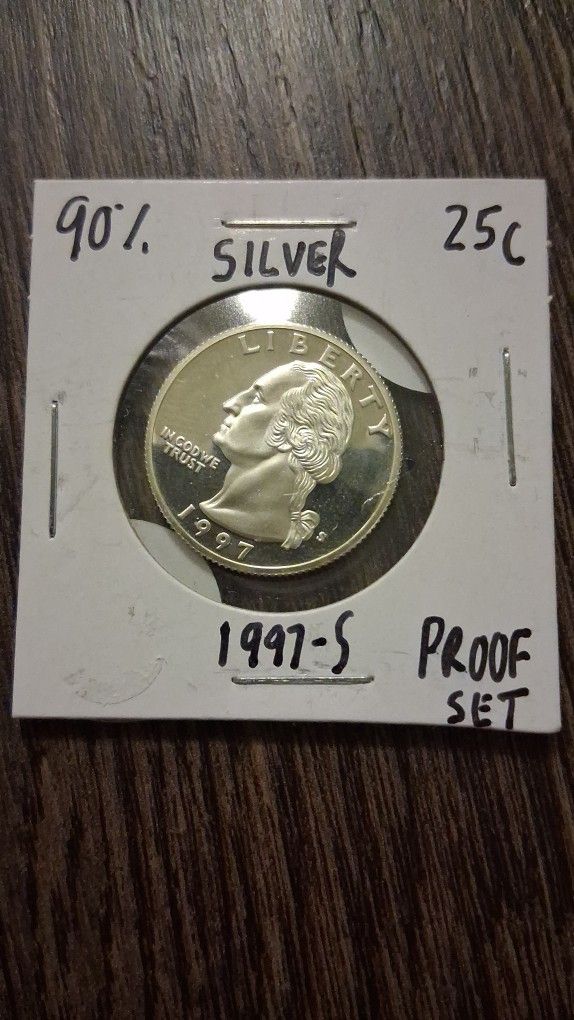 90% SILVER 25C
LIBERTY
IN GOD WE
TRUST
1997
S
1997-S PROOF
SET